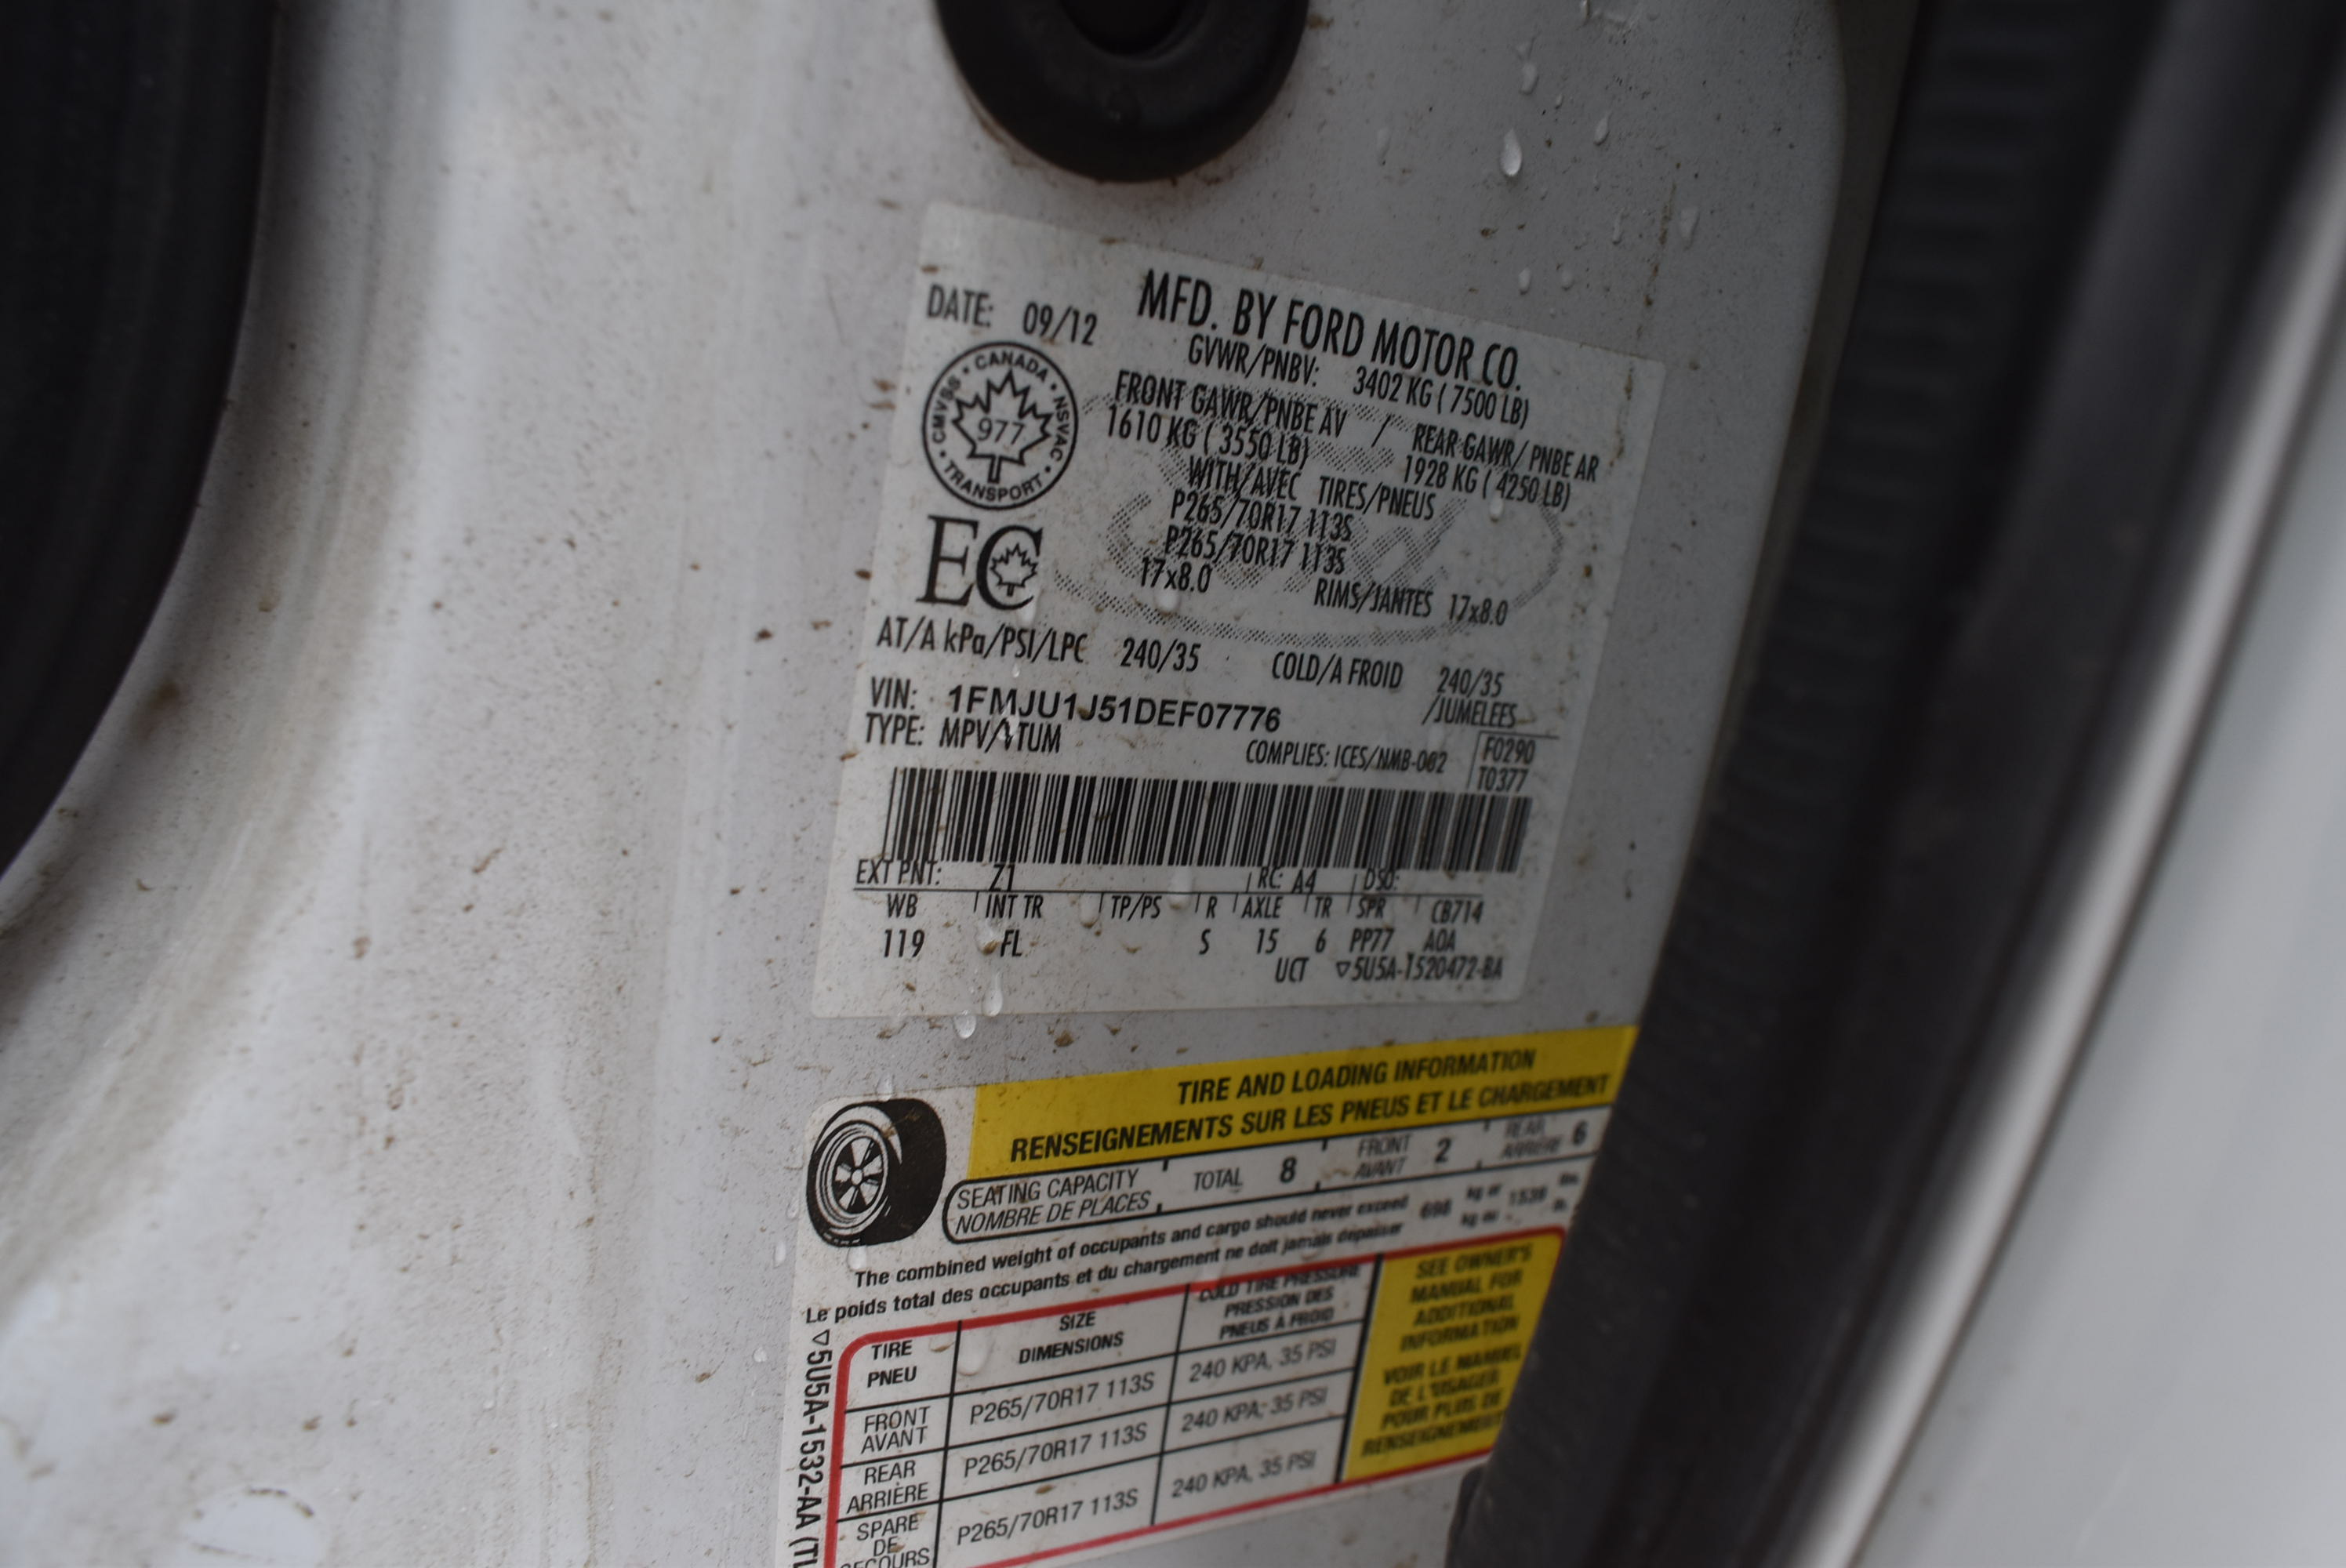 MFD. BY FORD MOTOR CO.
DATE: 09/12
GVWR/PNBV: 3402 KG ( 7500 LB)
FRONT GAWR/PNBE AV / REAR GAWR/ PNBE AR
1610 KG ( 3550 LB) 1928 KG ( 4250 LB)
WITH/AVEC TIRES/PNEUS
P265/70R17 113S
P265/70R17 113S
17x8.0 RIMS/JANTES 17x8.0
CANADA • NSVAC • TRANSPORT • CMVSS •
977
EC
AT/A kPa/PSI/LPC 240/35 COLD/A FROID 240/35
/JUMELEES
VIN: 1FMJU1J51DEF07776
TYPE: MPV/VTUM
COMPLIES: ICES/NMB-002
F0290
T0377
EXT PNT: Z1 RC: A4 DSO:
WB INT TR TP/PS R AXLE TR SPR CB714
119 FL S 15 6 PP77 AOA
UCT ▽5U5A-1520472-BA
TIRE AND LOADING INFORMATION
RENSEIGNEMENTS SUR LES PNEUS ET LE CHARGEMENT
SEATING CAPACITY
NOMBRE DE PLACES
TOTAL 8
FRONT
AVANT 2
REAR
ARRIÈRE 6
The combined weight of occupants and cargo should never exceed 698 kg or 1538 lbs.
Le poids total des occupants et du chargement ne doit jamais dépasser kg ou lb.
TIRE
PNEU
SIZE
DIMENSIONS
COLD TIRE PRESSURE
PRESSION DES
PNEUS À FROID
FRONT
AVANT
P265/70R17 113S
240 KPA, 35 PSI
REAR
ARRIÈRE
P265/70R17 113S
240 KPA, 35 PSI
SPARE
DE
SECOURS
P265/70R17 113S
240 KPA, 35 PSI
SEE OWNER'S
MANUAL FOR
ADDITIONAL
INFORMATION
VOIR LE MANUEL
DE L'USAGER
POUR PLUS DE
RENSEIGNEMENTS
▽5U5A-1532-AA